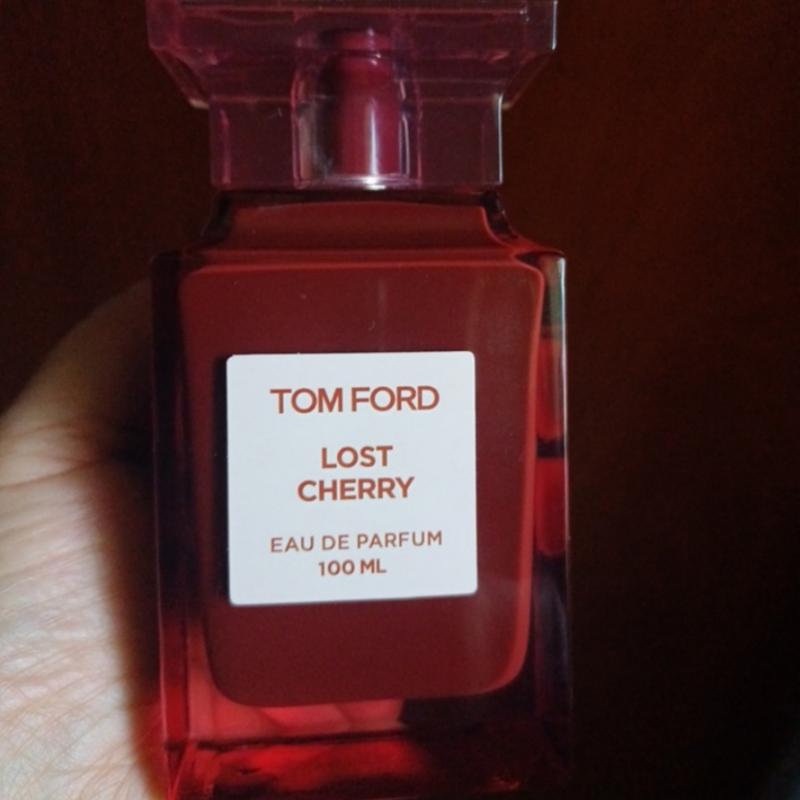 TOM FORD
LOST
CHERRY
EAU DE PARFUM
100 ML